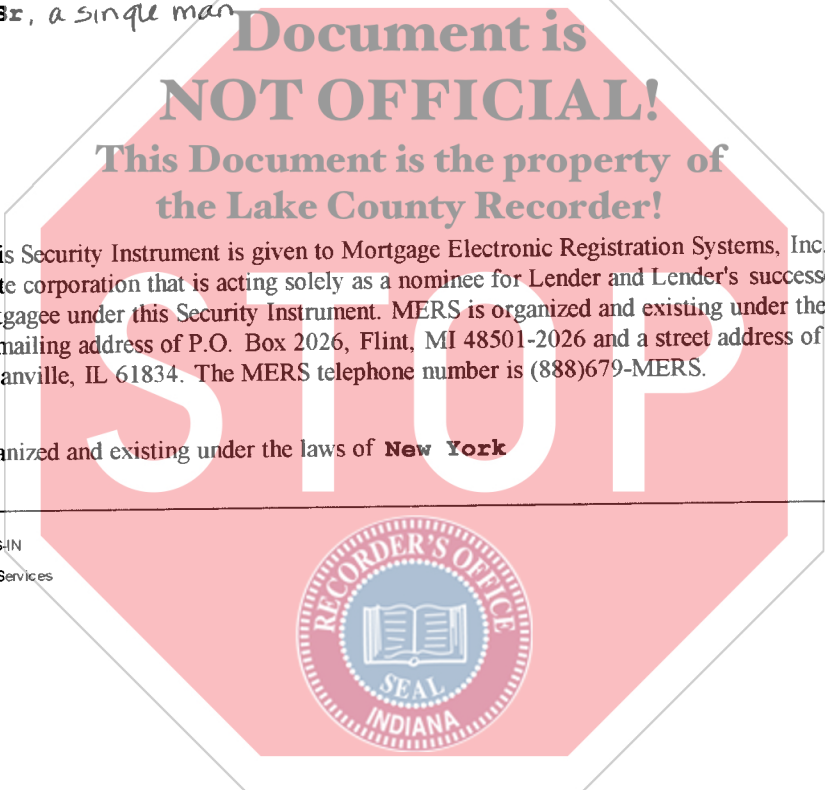 Sr, a single man
Document is
NOT OFFICIAL!
This Document is the property of
the Lake County Recorder!
is Security Instrument is given to Mortgage Electronic Registration Systems, Inc.
te corporation that is acting solely as a nominee for Lender and Lender's success
tgagee under this Security Instrument. MERS is organized and existing under the
mailing address of P.O. Box 2026, Flint, MI 48501-2026 and a street address of
anville, IL 61834. The MERS telephone number is (888)679-MERS.
STOP
anized and existing under the laws of New York
-IN
Services
RECORDER'S OFFICE
SEAL
INDIANA